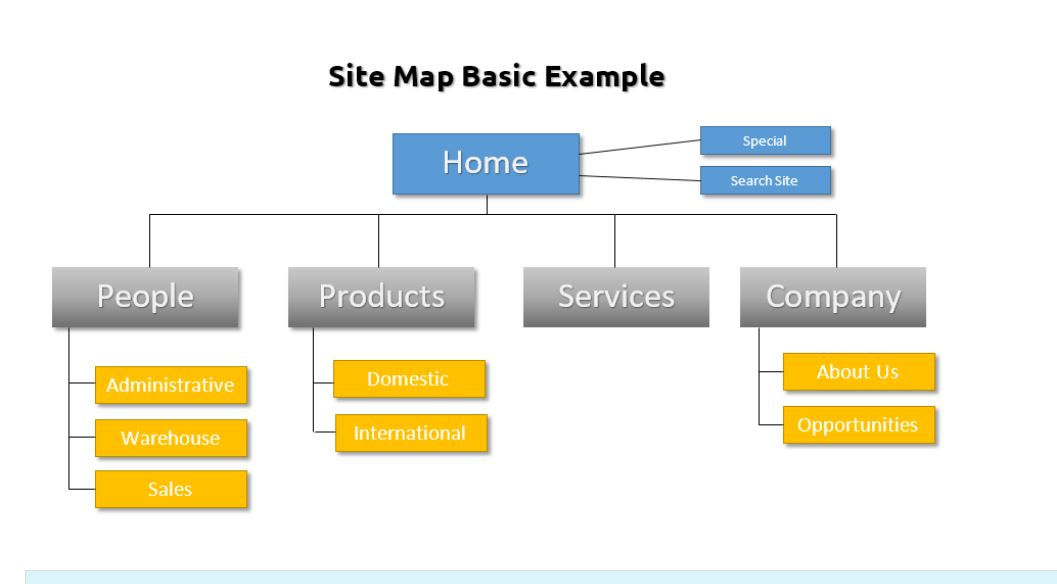 Site Map Basic Example
Home
Special
Search Site
People
Products
Services
Company
Administrative
Warehouse
Sales
Domestic
International
About Us
Opportunities